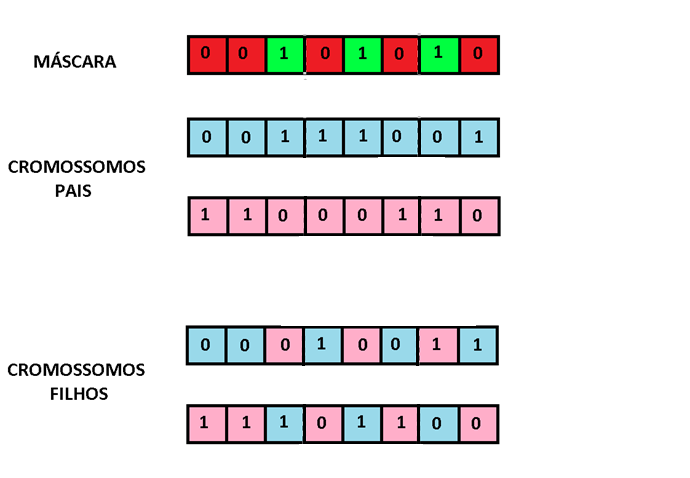 MÁSCARA 0 0 1 0 1 0 1 0
0 0 1 1 1 0 0 1
CROMOSSOMOS
PAIS
1 1 0 0 0 1 1 0
0 0 0 1 0 0 1 1
CROMOSSOMOS
FILHOS
1 1 1 0 1 1 0 0